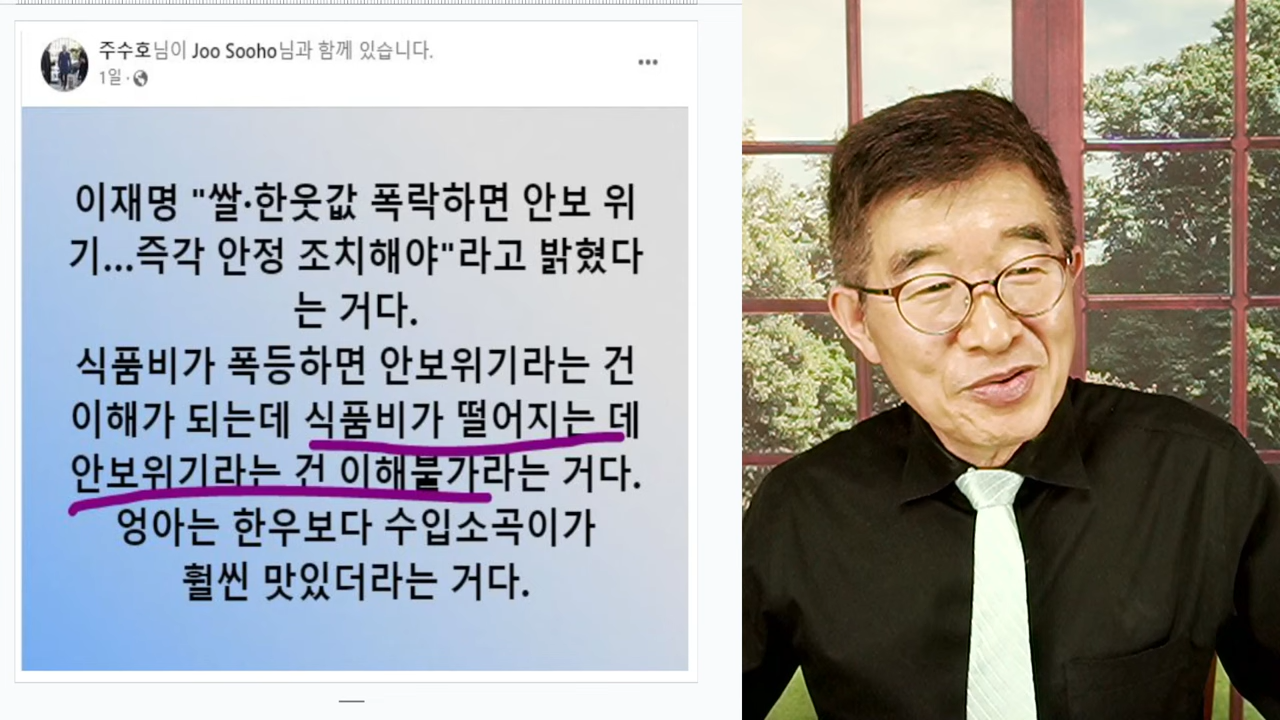 주수호님이 Joo Sooho님과 함께 있습니다.
1일 ·
이재명 "쌀·한웃값 폭락하면 안보 위
기...즉각 안정 조치해야"라고 밝혔다
는 거다.
식품비가 폭등하면 안보위기라는 건
이해가 되는데 식품비가 떨어지는 데
안보위기라는 건 이해불가라는 거다.
엉아는 한우보다 수입소곡이가
훨씬 맛있더라는 거다.